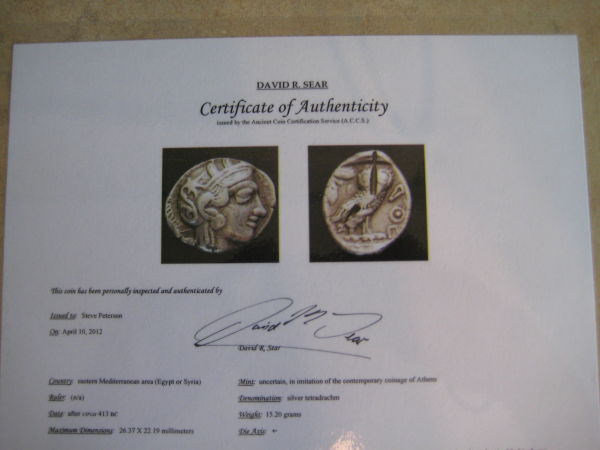 DAVID R. SEAR
Certificate of Authenticity
issued by the Ancient Coin Certification Service (A.C.C.S.)
This coin has been personally inspected and authenticated by
Issued to: Steve Peterson
On: April 10, 2012
David R. Sear
David R. Sear
Country: eastern Mediterranean area (Egypt or Syria)
Mint: uncertain, in imitation of the contemporary coinage of Athens
Ruler: (n/a)
Denomination: silver tetradrachm
Date: after circa 413 BC
Weight: 15.20 grams
Maximum Dimensions: 26.37 X 22.19 millimeters
Die Axis: ←